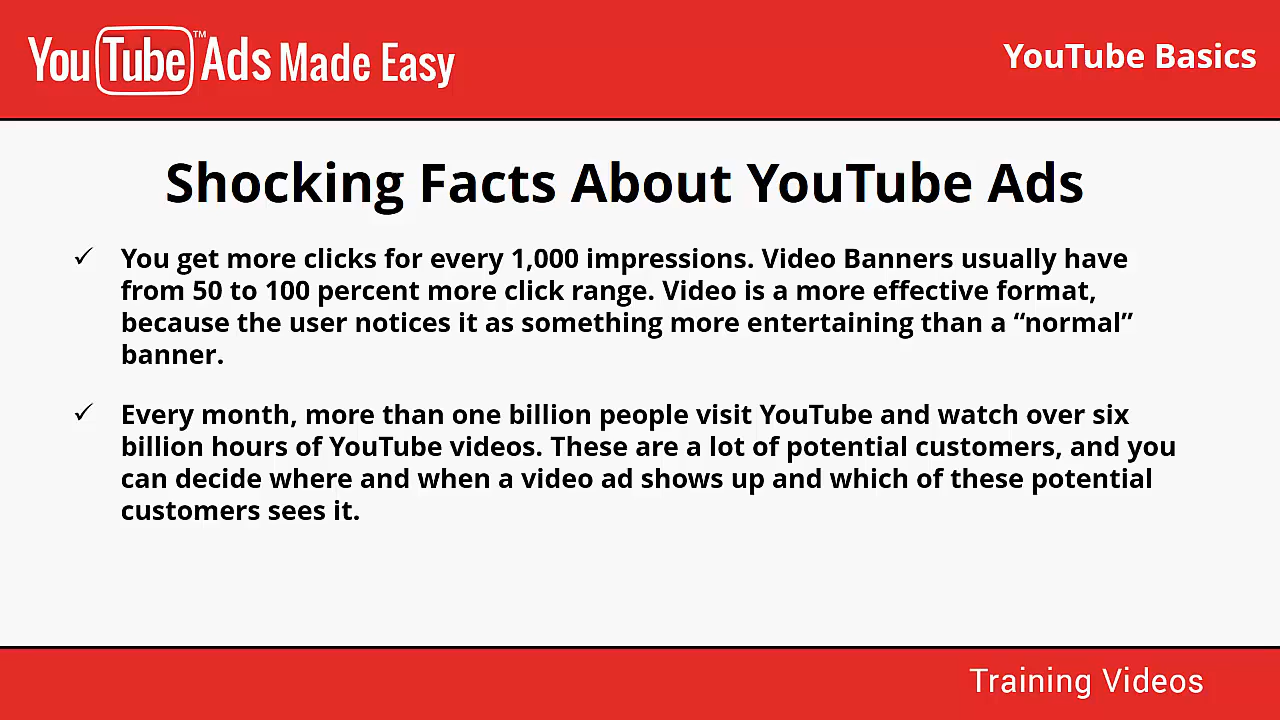 YouTube™ Ads Made Easy
YouTube Basics
Shocking Facts About YouTube Ads
✓ You get more clicks for every 1,000 impressions. Video Banners usually have
from 50 to 100 percent more click range. Video is a more effective format,
because the user notices it as something more entertaining than a “normal”
banner.
✓ Every month, more than one billion people visit YouTube and watch over six
billion hours of YouTube videos. These are a lot of potential customers, and you
can decide where and when a video ad shows up and which of these potential
customers sees it.
Training Videos